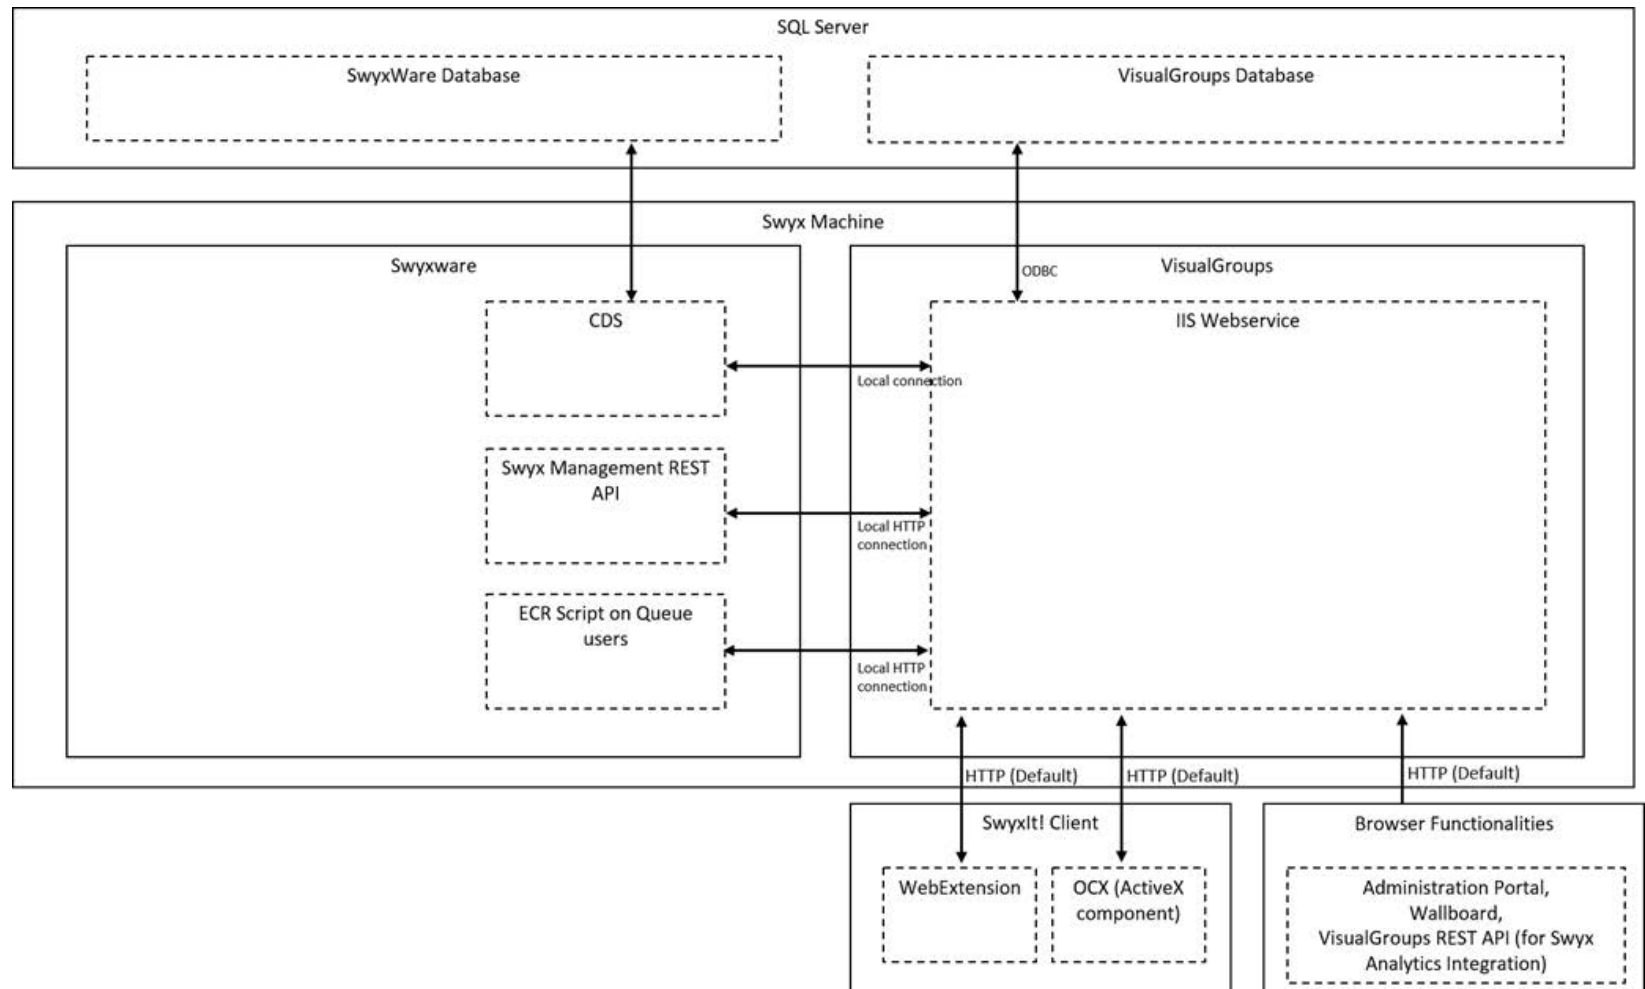 SQL Server
SwyxWare Database
VisualGroups Database
Swyx Machine
Swyxware
VisualGroups
ODBC
CDS
IIS Webservice
Local connection
Swyx Management REST
API
Local HTTP
connection
ECR Script on Queue
users
Local HTTP
connection
HTTP (Default)
HTTP (Default)
HTTP (Default)
SwyxIt! Client
Browser Functionalities
WebExtension
OCX (ActiveX
component)
Administration Portal,
Wallboard,
VisualGroups REST API (for Swyx
Analytics Integration)